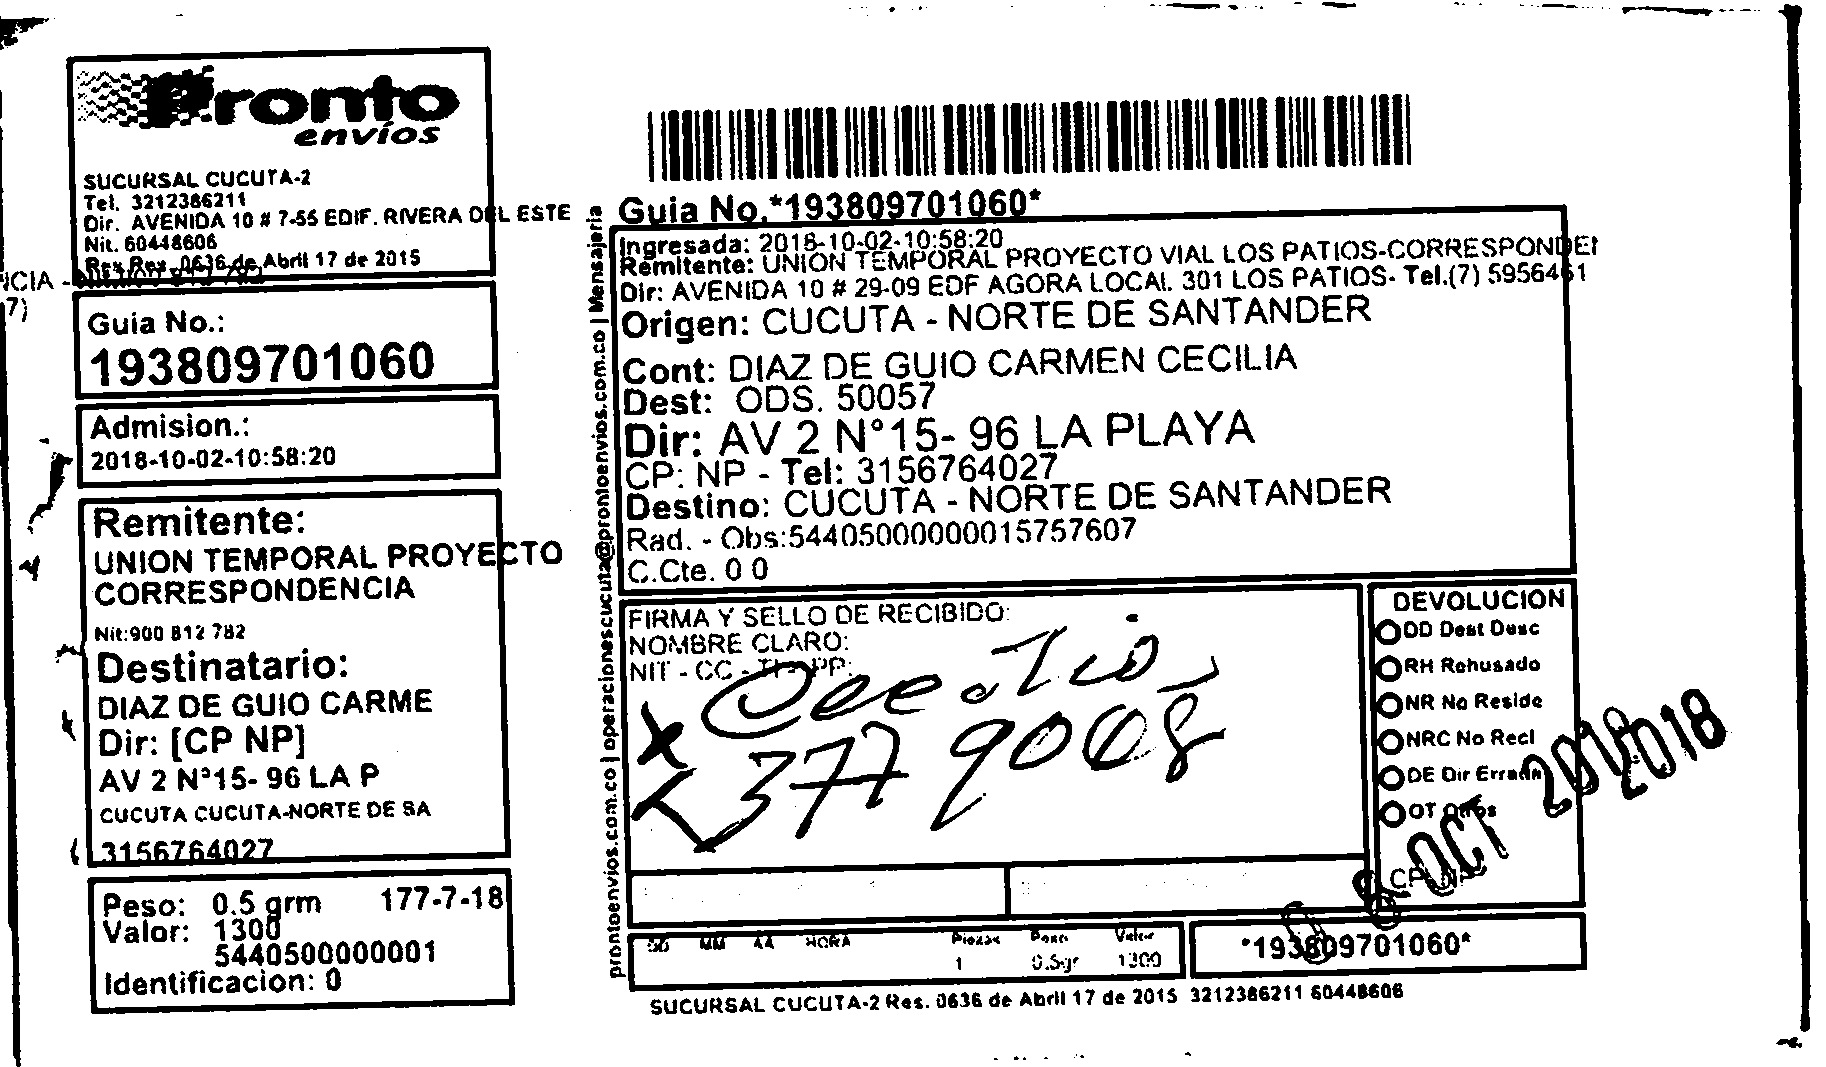 Pronto
envíos
SUCURSAL CUCUTA-2
Tel. 3212386211
Dir. AVENIDA 10 # 7-55 EDIF. RIVERA DEL ESTE
Nit. 60448606
Res Res. 0636 de Abril 17 de 2015
NCIA -
7)
Guia No.:
193809701060
Admision.:
2018-10-02-10:58:20
Remitente:
UNION TEMPORAL PROYECTO
CORRESPONDENCIA
Nit:900 812 782
Destinatario:
DIAZ DE GUIO CARME
Dir: [CP NP]
AV 2 N°15- 96 LA P
CUCUTA CUCUTA-NORTE DE SA
3156764027
Peso: 0.5 grm 177-7-18
Valor: 1300
5440500000001
Identificacion: 0
prontoenvios.com.co | operacionescucuta@prontoenvios.com.co | Mensajeria
Guia No.*193809701060*
Ingresada: 2018-10-02-10:58:20
Remitente: UNION TEMPORAL PROYECTO VIAL LOS PATIOS-CORRESPONDEN
Dir: AVENIDA 10 # 29-09 EDF AGORA LOCAL 301 LOS PATIOS- Tel.(7) 5956461
Origen: CUCUTA - NORTE DE SANTANDER
Cont: DIAZ DE GUIO CARMEN CECILIA
Dest: ODS. 50057
Dir: AV 2 N°15- 96 LA PLAYA
CP: NP - Tel: 3156764027
Destino: CUCUTA - NORTE DE SANTANDER
Rad. - Obs:54405000000015757607
C.Cte. 0 0
FIRMA Y SELLO DE RECIBIDO:
NOMBRE CLARO:
NIT - CC - TI - PP:
377 9008
DEVOLUCION
DD Dest Desc
RH Rehusado
NR No Reside
NRC No Recl
DE Dir Errada
OT Otros
CP: NP
OCT 2018
2018
DD MM AA HORA Piezas Peso Valor
1 0.5gr 1300
*193809701060*
SUCURSAL CUCUTA-2 Res. 0636 de Abril 17 de 2015 3212386211 60448606